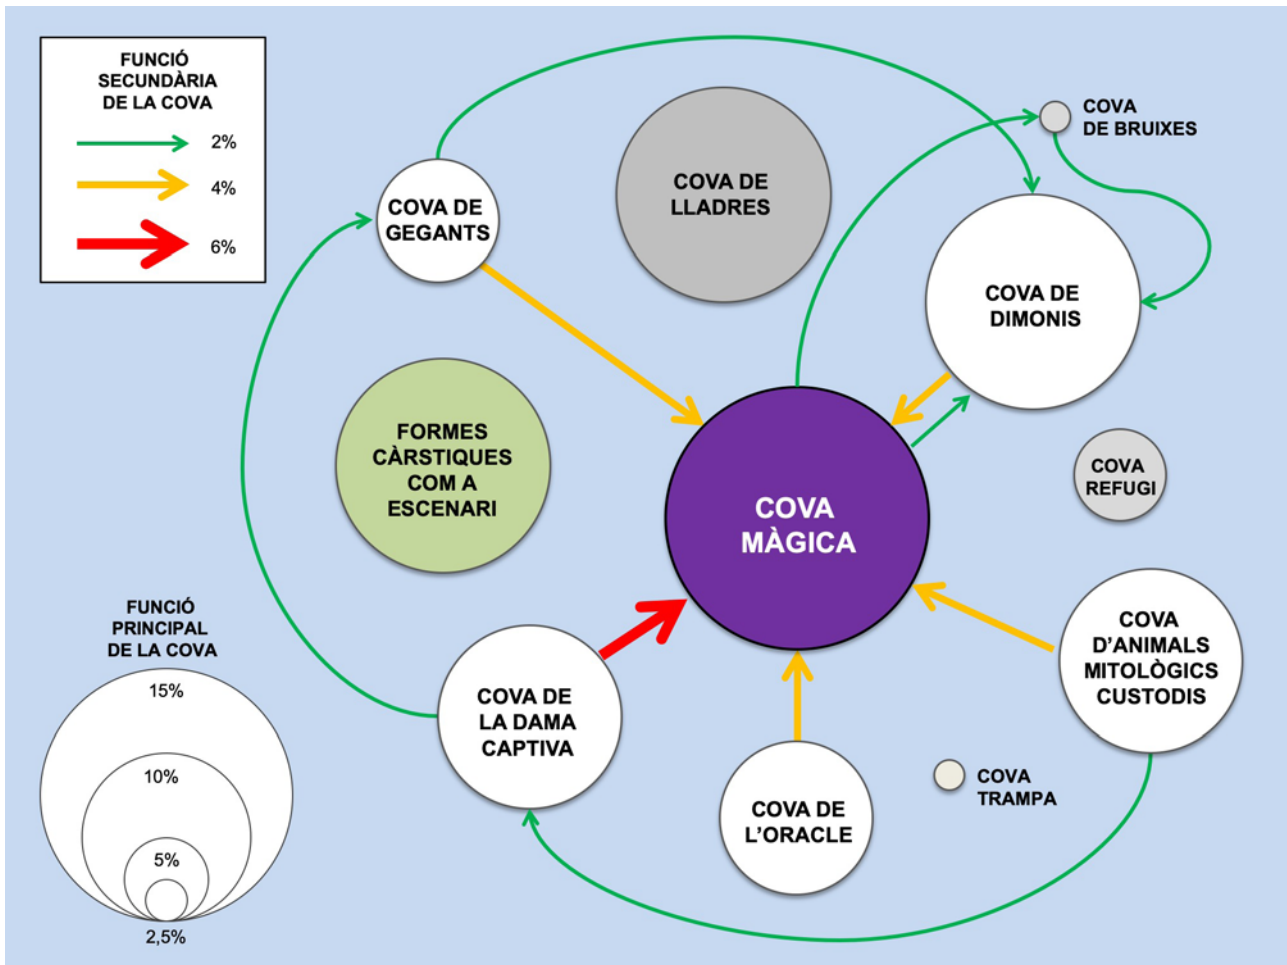 FUNCIÓ
SECUNDÀRIA
DE LA COVA
2%
4%
6%
COVA DE
GEGANTS
COVA DE
LLADRES
COVA
DE BRUIXES
COVA DE
DIMONIS
FORMES
CÀRSTIQUES
COM A
ESCENARI
COVA
MÀGICA
COVA
REFUGI
FUNCIÓ
PRINCIPAL
DE LA COVA
15%
10%
5%
2,5%
COVA DE
LA DAMA
CAPTIVA
COVA DE
L'ORACLE
COVA
TRAMPA
COVA
D'ANIMALS
MITOLÒGICS
CUSTODIS